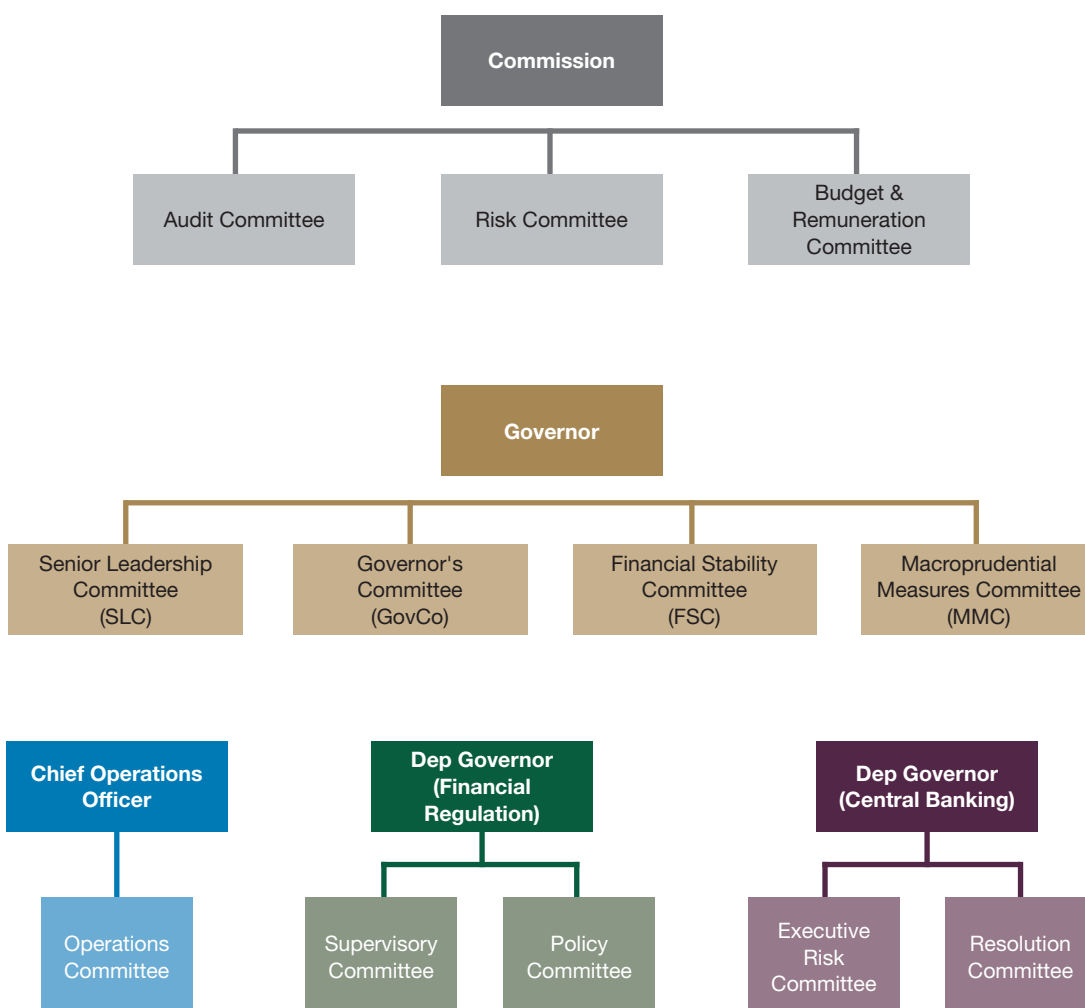 Commission
Audit Committee
Risk Committee
Budget &
Remuneration
Committee
Governor
Senior Leadership
Committee
(SLC)
Governor's
Committee
(GovCo)
Financial Stability
Committee
(FSC)
Macroprudential
Measures Committee
(MMC)
Chief Operations
Officer
Dep Governor
(Financial
Regulation)
Dep Governor
(Central Banking)
Operations
Committee
Supervisory
Committee
Policy
Committee
Executive
Risk
Committee
Resolution
Committee